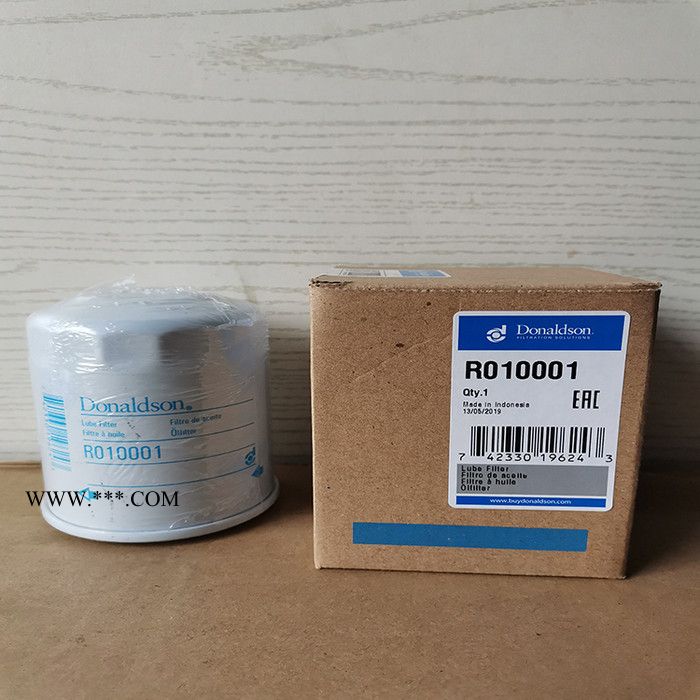 Donaldson.
Lube Filter
Filtre de aceite
Filtre à huile
Ölfilter
R010001
WWW.***.COM
Donaldson.
FILTRATION SOLUTIONS
R010001
Qty.1
Made in Indonesia
13/05/2019
EAC
7 42330 19624 3
Lube Filter
Filtro de aceite
Filtre à huile
Ölfilter
www.buydonaldson.com